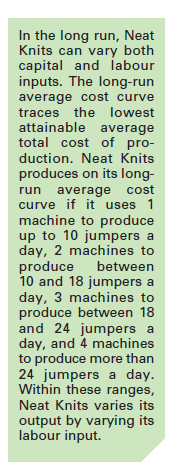 In the long run, Neat
Knits can vary both
capital and labour
inputs. The long-run
average cost curve
traces the lowest
attainable average
total cost of pro-
duction. Neat Knits
produces on its long-
run average cost
curve if it uses 1
machine to produce
up to 10 jumpers a
day, 2 machines to
produce between
10 and 18 jumpers a
day, 3 machines to
produce between 18
and 24 jumpers a
day, and 4 machines
to produce more than
24 jumpers a day.
Within these ranges,
Neat Knits varies its
output by varying its
labour input.